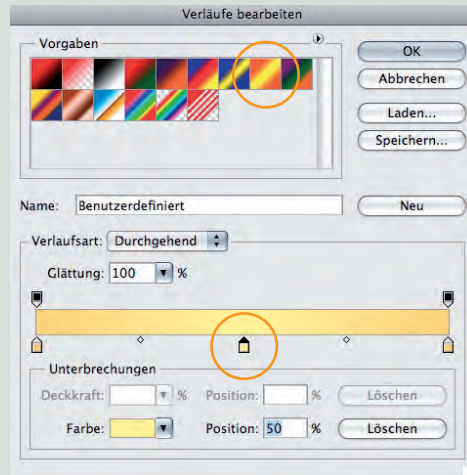 Verläufe bearbeiten
Vorgaben
OK
Abbrechen
Laden...
Speichern...
Name: Benutzerdefiniert Neu
Verlaufsart: Durchgehend
Glättung: 100 %
Unterbrechungen
Deckkraft: % Position: % Löschen
Farbe: Position: 50 % Löschen